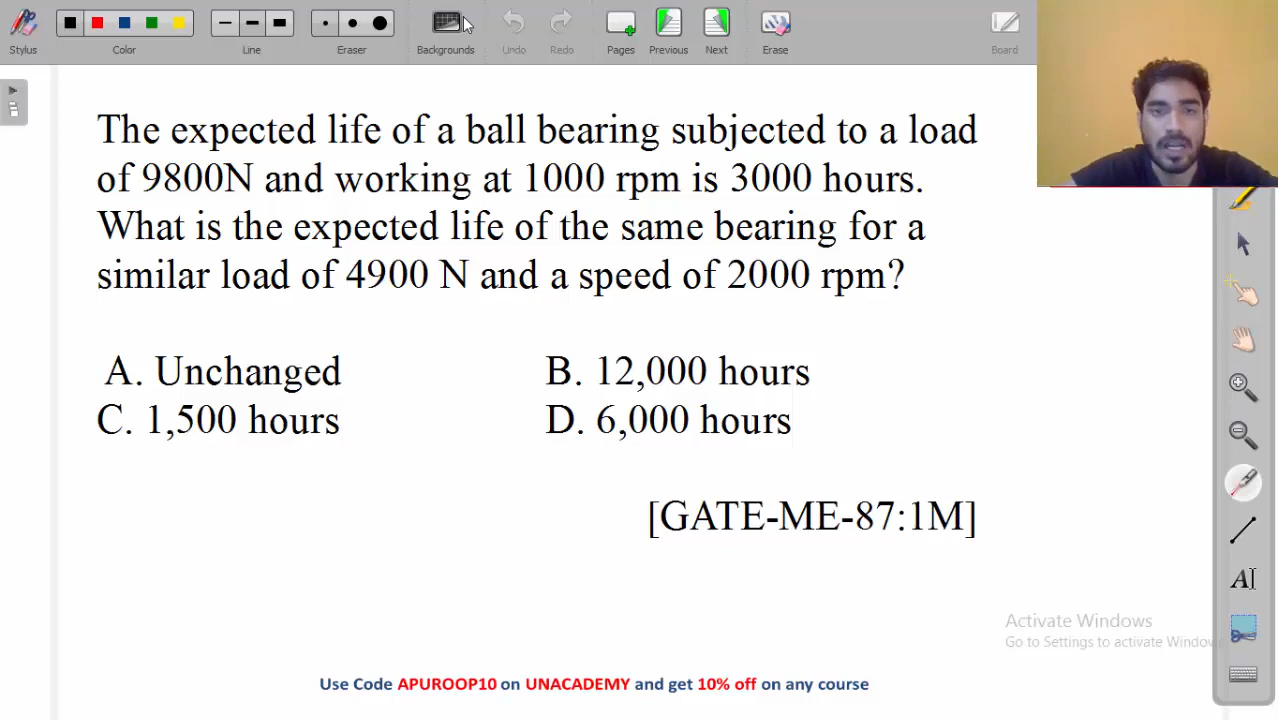 Stylus
Color
Line
Eraser
Backgrounds
Undo
Redo
Pages
Previous
Next
Erase
Board
The expected life of a ball bearing subjected to a load
of 9800N and working at 1000 rpm is 3000 hours.
What is the expected life of the same bearing for a
similar load of 4900 N and a speed of 2000 rpm?
A. Unchanged
B. 12,000 hours
C. 1,500 hours
D. 6,000 hours
[GATE-ME-87:1M]
Activate Windows
Go to Settings to activate Windows
Use Code APUROOP10 on UNACADEMY and get 10% off on any course